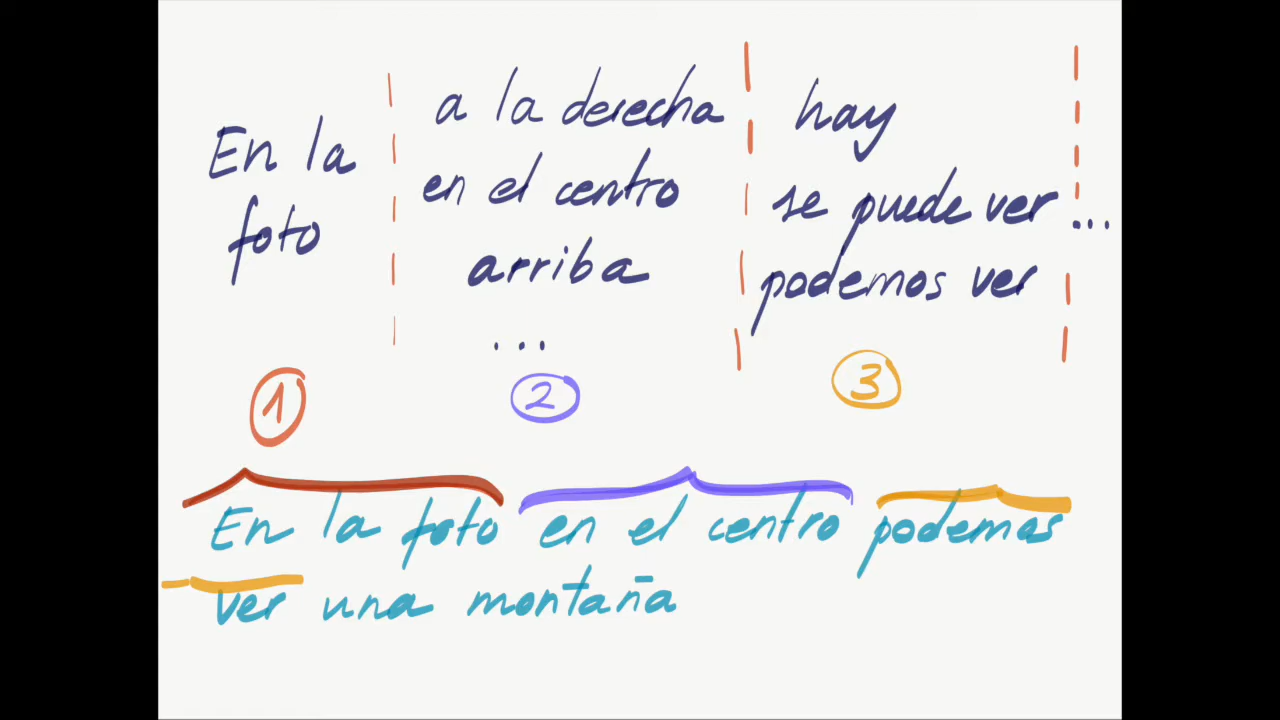 En la
foto
a la derecha
en el centro
arriba
...
hay
se puede ver ...
podemos ver
1
2
3
En la foto en el centro podemos
ver una montaña